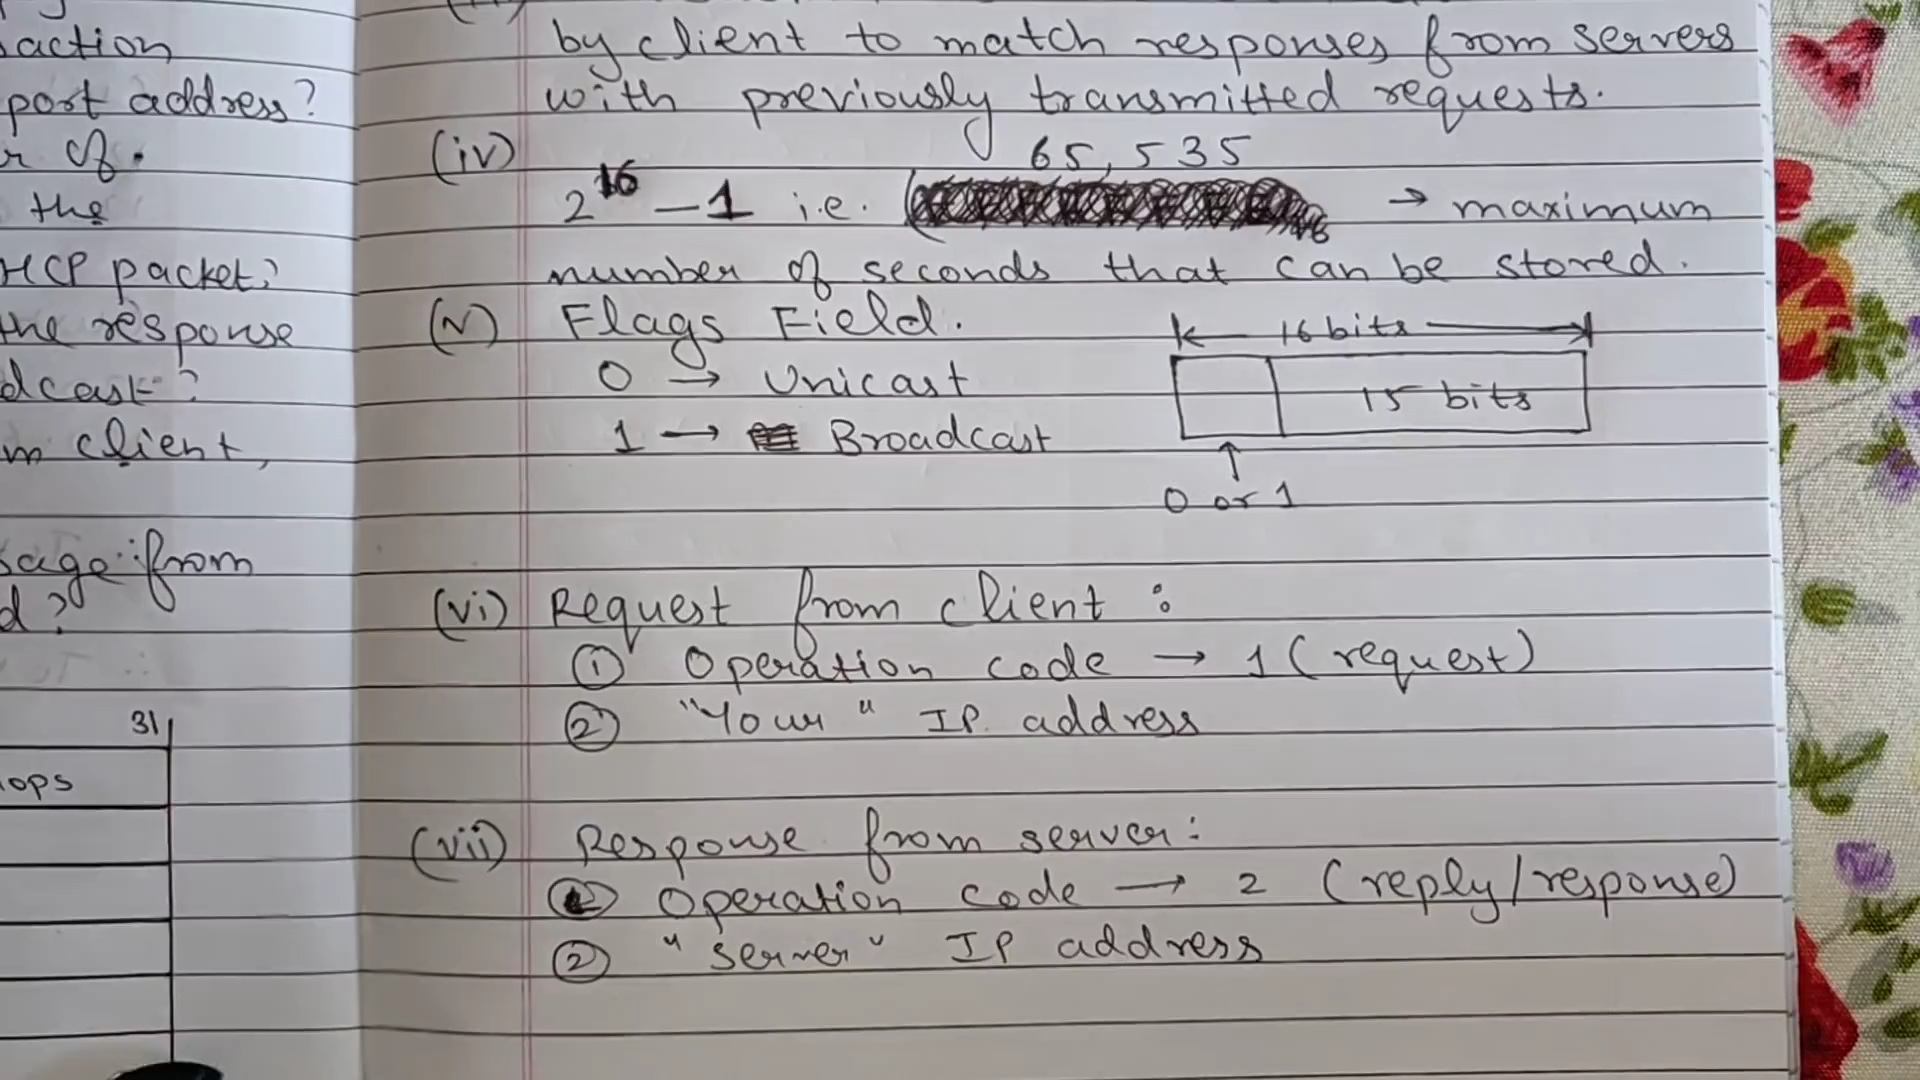 action
port address?
r of.
the
HCP packet?
the response
dcast?
m client,
sage from
d?
31
ops
by client to match responses from servers
with previously transmitted requests.
(iv) 65,535
2^16 - 1 i.e. → maximum
number of seconds that can be stored.
(v) Flags Field.
0 → Unicast
1 → Broadcast
16 bits
15 bits
0 or 1
(vi) Request from client :
① Operation code → 1 (request)
② "Your" IP address
(vii) Response from server:
Operation code → 2 (reply/response)
② "Server" IP address